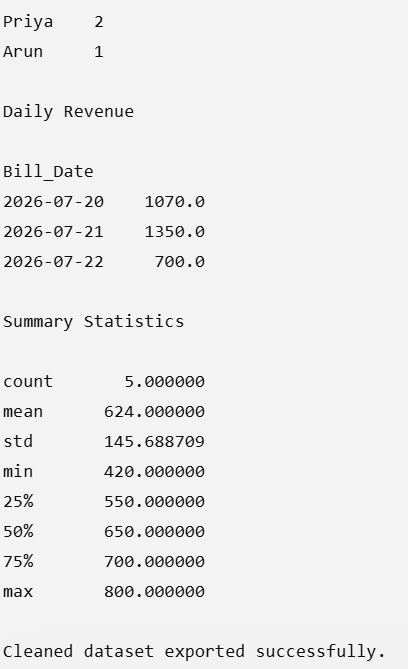 Priya    2
Arun     1
Daily Revenue
Bill_Date
2026-07-20    1070.0
2026-07-21    1350.0
2026-07-22     700.0
Summary Statistics
count       5.000000
mean      624.000000
std       145.688709
min       420.000000
25%       550.000000
50%       650.000000
75%       700.000000
max       800.000000
Cleaned dataset exported successfully.